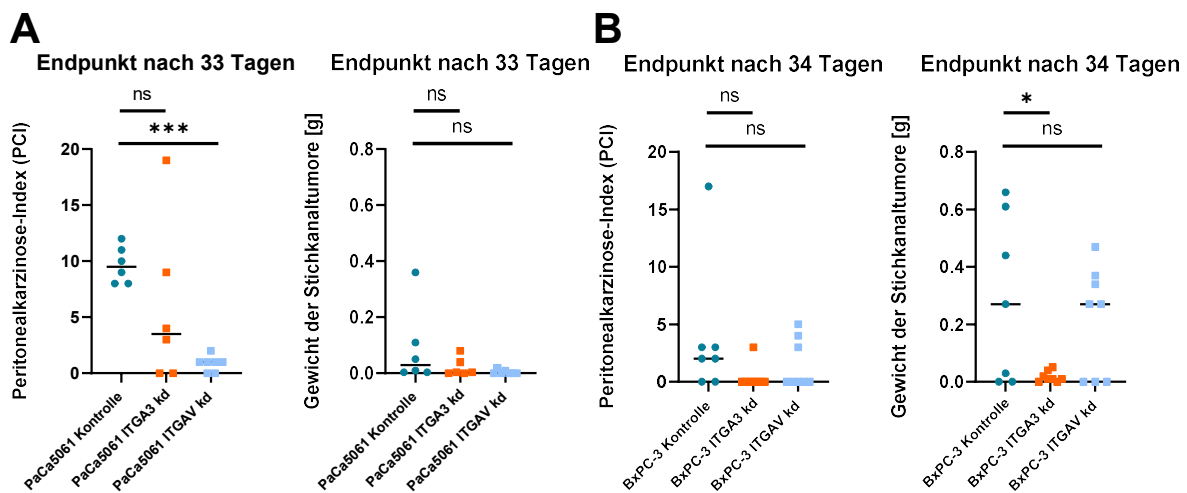 A
Endpunkt nach 33 Tagen
ns
***
Peritonealkarzinose-Index (PCI)
20
15
10
5
0
PaCa5061 Kontrolle
PaCa5061 ITGA3 kd
PaCa5061 ITGAV kd
Endpunkt nach 33 Tagen
ns
ns
Gewicht der Stichkanaltumore [g]
0.8
0.6
0.4
0.2
0.0
PaCa5061 Kontrolle
PaCa5061 ITGA3 kd
PaCa5061 ITGAV kd
B
Endpunkt nach 34 Tagen
ns
ns
Peritonealkarzinose-Index (PCI)
20
15
10
5
0
BxPC-3 Kontrolle
BxPC-3 ITGA3 kd
BxPC-3 ITGAV kd
Endpunkt nach 34 Tagen
*
ns
Gewicht der Stichkanaltumore [g]
0.8
0.6
0.4
0.2
0.0
BxPC-3 Kontrolle
BxPC-3 ITGA3 kd
BxPC-3 ITGAV kd